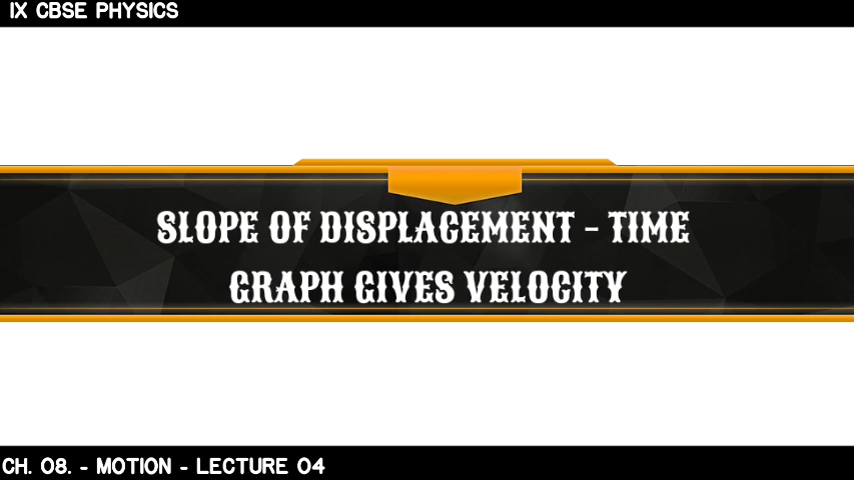 IX CBSE PHYSICS
SLOPE OF DISPLACEMENT - TIME
GRAPH GIVES VELOCITY
CH. 08. - MOTION - LECTURE 04